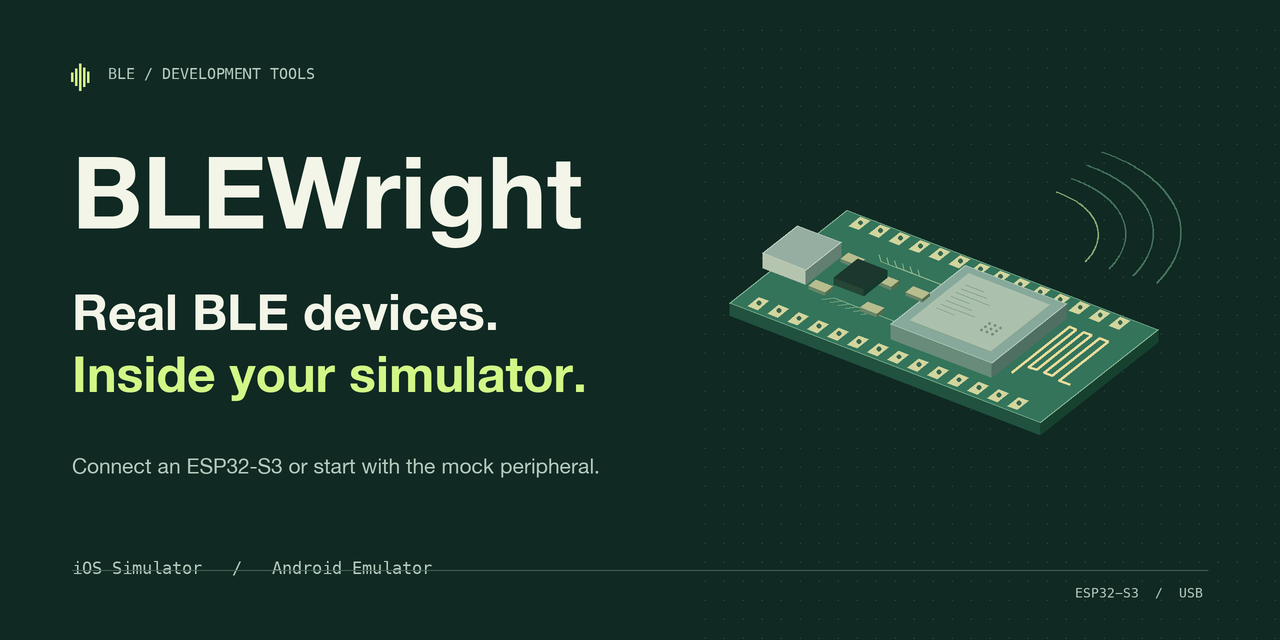 BLE / DEVELOPMENT TOOLS
BLEWright
Real BLE devices.
Inside your simulator.
Connect an ESP32-S3 or start with the mock peripheral.
iOS Simulator / Android Emulator
ESP32–S3 / USB